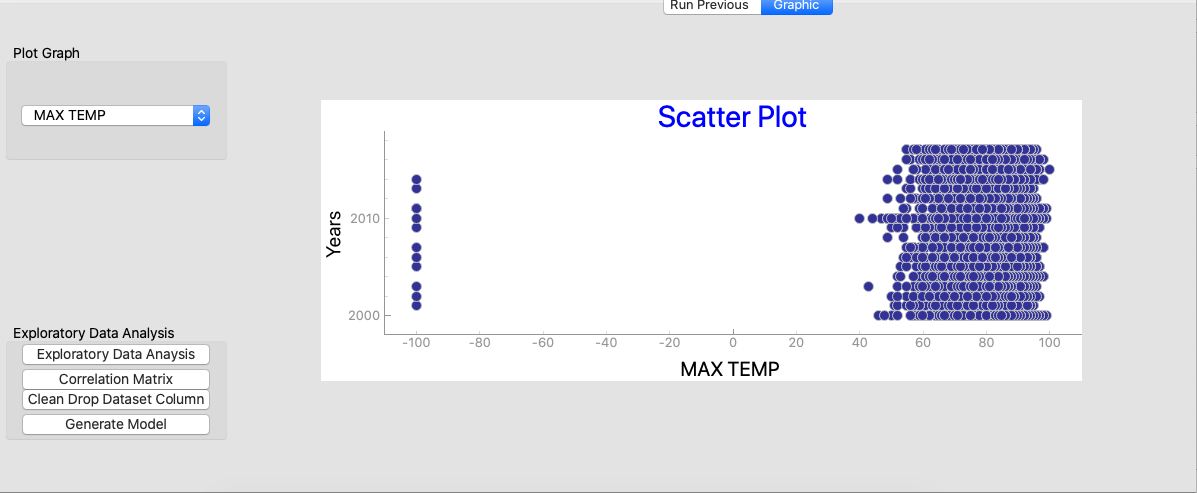 Run Previous Graphic
Plot Graph
MAX TEMP
Scatter Plot
Years
2010
2000
-100 -80 -60 -40 -20 0 20 40 60 80 100
MAX TEMP
Exploratory Data Analysis
Exploratory Data Anaysis
Correlation Matrix
Clean Drop Dataset Column
Generate Model